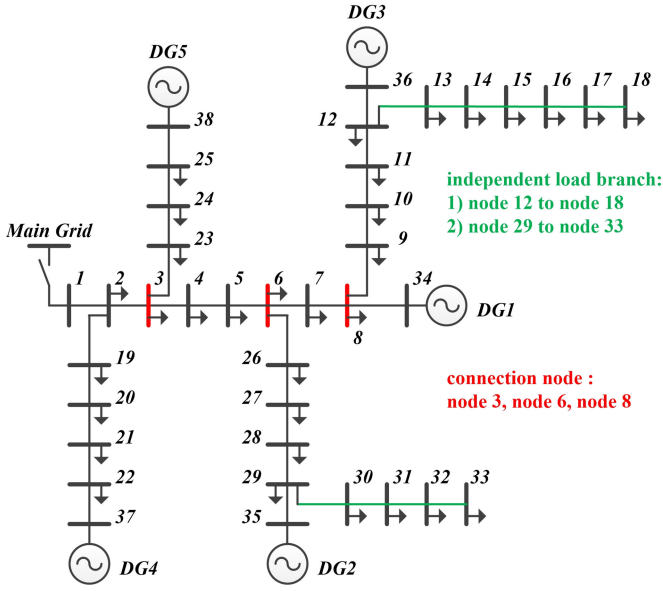 DG3
DG5
36 13 14 15 16 17 18
38
12
25
11
independent load branch:
1) node 12 to node 18
2) node 29 to node 33
24
10
Main Grid
23
9
1 2 3 4 5 6 7 34
DG1
8
19
26
connection node :
node 3, node 6, node 8
20
27
21
28
22
29 30 31 32 33
37
35
DG4
DG2